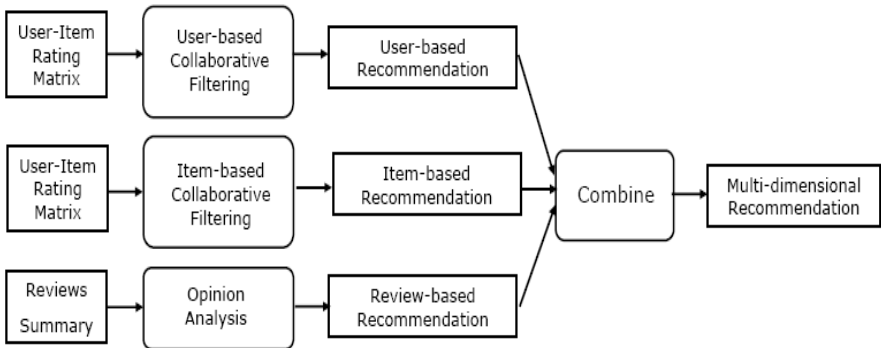 User-Item
Rating
Matrix
User-based
Collaborative
Filtering
User-based
Recommendation
User-Item
Rating
Matrix
Item-based
Collaborative
Filtering
Item-based
Recommendation
Combine
Multi-dimensional
Recommendation
Reviews
Summary
Opinion
Analysis
Review-based
Recommendation